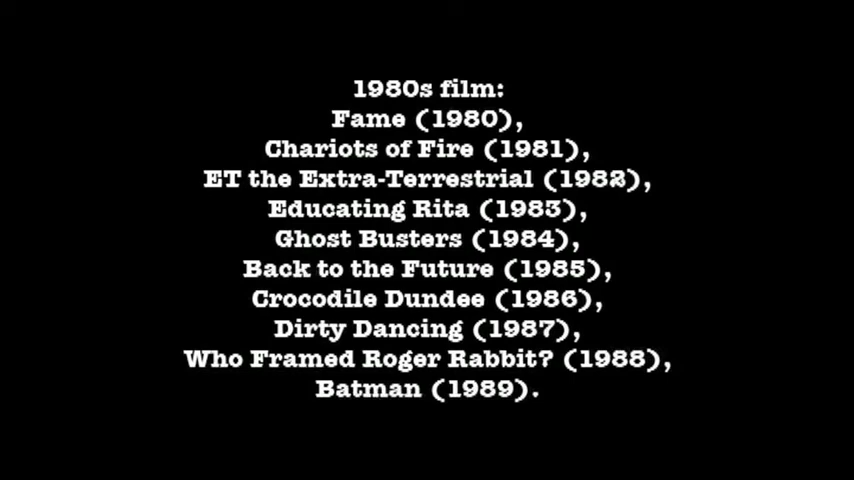 1980s film:
Fame (1980),
Chariots of Fire (1981),
ET the Extra-Terrestrial (1982),
Educating Rita (1983),
Ghost Busters (1984),
Back to the Future (1985),
Crocodile Dundee (1986),
Dirty Dancing (1987),
Who Framed Roger Rabbit? (1988),
Batman (1989).